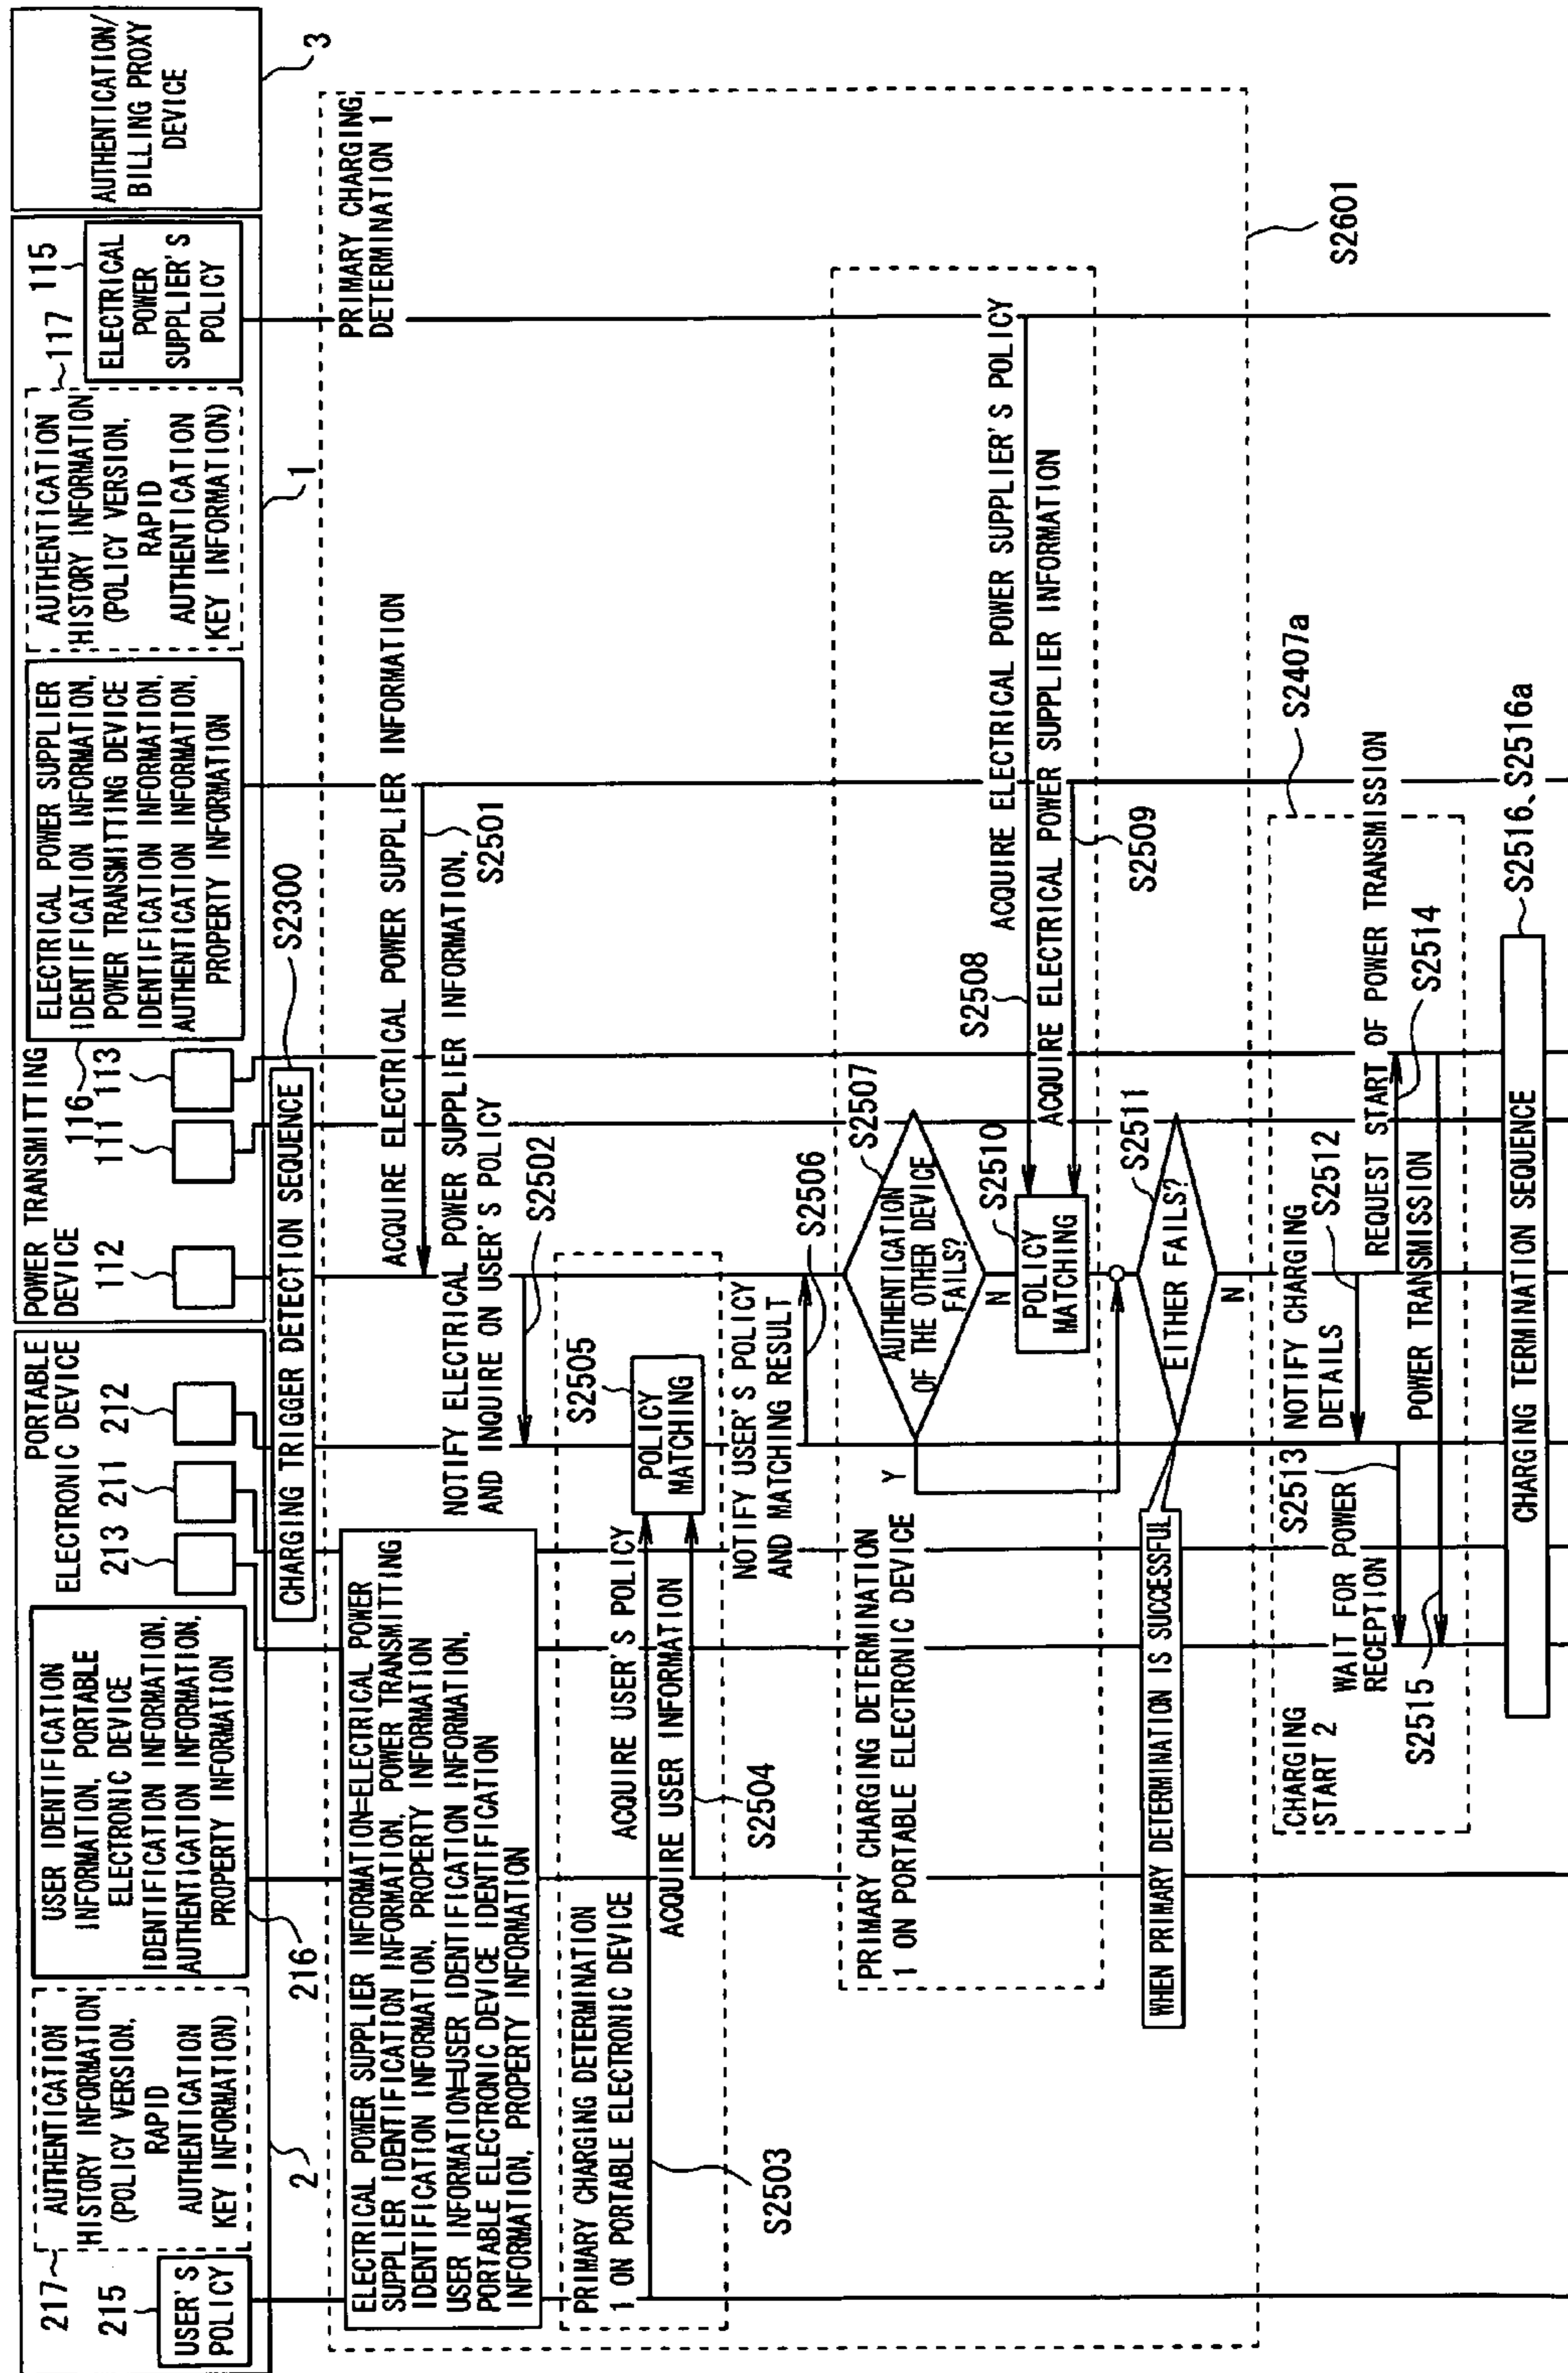 217
AUTHENTICATION
HISTORY INFORMATION
(POLICY VERSION,
RAPID
AUTHENTICATION
KEY INFORMATION)
215
USER'S
POLICY
2
USER IDENTIFICATION
INFORMATION, PORTABLE
ELECTRONIC DEVICE
IDENTIFICATION INFORMATION,
AUTHENTICATION INFORMATION,
PROPERTY INFORMATION
216
PORTABLE
ELECTRONIC DEVICE
213
211
212
POWER TRANSMITTING
DEVICE
112
111
113
116
ELECTRICAL POWER SUPPLIER
IDENTIFICATION INFORMATION,
POWER TRANSMITTING DEVICE
IDENTIFICATION INFORMATION,
AUTHENTICATION INFORMATION,
PROPERTY INFORMATION
AUTHENTICATION
HISTORY INFORMATION
(POLICY VERSION,
RAPID
AUTHENTICATION
KEY INFORMATION)
117
115
ELECTRICAL
POWER
SUPPLIER'S
POLICY
1
AUTHENTICATION/
BILLING PROXY
DEVICE
3
CHARGING TRIGGER DETECTION SEQUENCE
S2300
PRIMARY CHARGING
DETERMINATION 1
ELECTRICAL POWER SUPPLIER INFORMATION=ELECTRICAL POWER
SUPPLIER IDENTIFICATION INFORMATION, POWER TRANSMITTING
IDENTIFICATION INFORMATION, PROPERTY INFORMATION
USER INFORMATION=USER IDENTIFICATION INFORMATION,
PORTABLE ELECTRONIC DEVICE IDENTIFICATION
INFORMATION, PROPERTY INFORMATION
ACQUIRE ELECTRICAL POWER SUPPLIER INFORMATION
S2501
NOTIFY ELECTRICAL POWER SUPPLIER INFORMATION,
AND INQUIRE ON USER'S POLICY
S2502
PRIMARY CHARGING DETERMINATION
1 ON PORTABLE ELECTRONIC DEVICE
ACQUIRE USER'S POLICY
ACQUIRE USER INFORMATION
S2503
S2504
S2505
POLICY
MATCHING
NOTIFY USER'S POLICY
AND MATCHING RESULT
S2506
PRIMARY CHARGING DETERMINATION
1 ON PORTABLE ELECTRONIC DEVICE
AUTHENTICATION
OF THE OTHER DEVICE
FAILS?
S2507
Y
N
S2508
ACQUIRE ELECTRICAL POWER SUPPLIER'S POLICY
ACQUIRE ELECTRICAL POWER SUPPLIER INFORMATION
S2509
S2510
POLICY
MATCHING
WHEN PRIMARY DETERMINATION IS SUCCESSFUL
EITHER FAILS?
S2511
N
S2601
S2407a
CHARGING
START 2
NOTIFY CHARGING
DETAILS
S2512
S2513
WAIT FOR POWER
RECEPTION
REQUEST START OF POWER TRANSMISSION
S2514
POWER TRANSMISSION
S2515
CHARGING TERMINATION SEQUENCE
S2516、S2516a